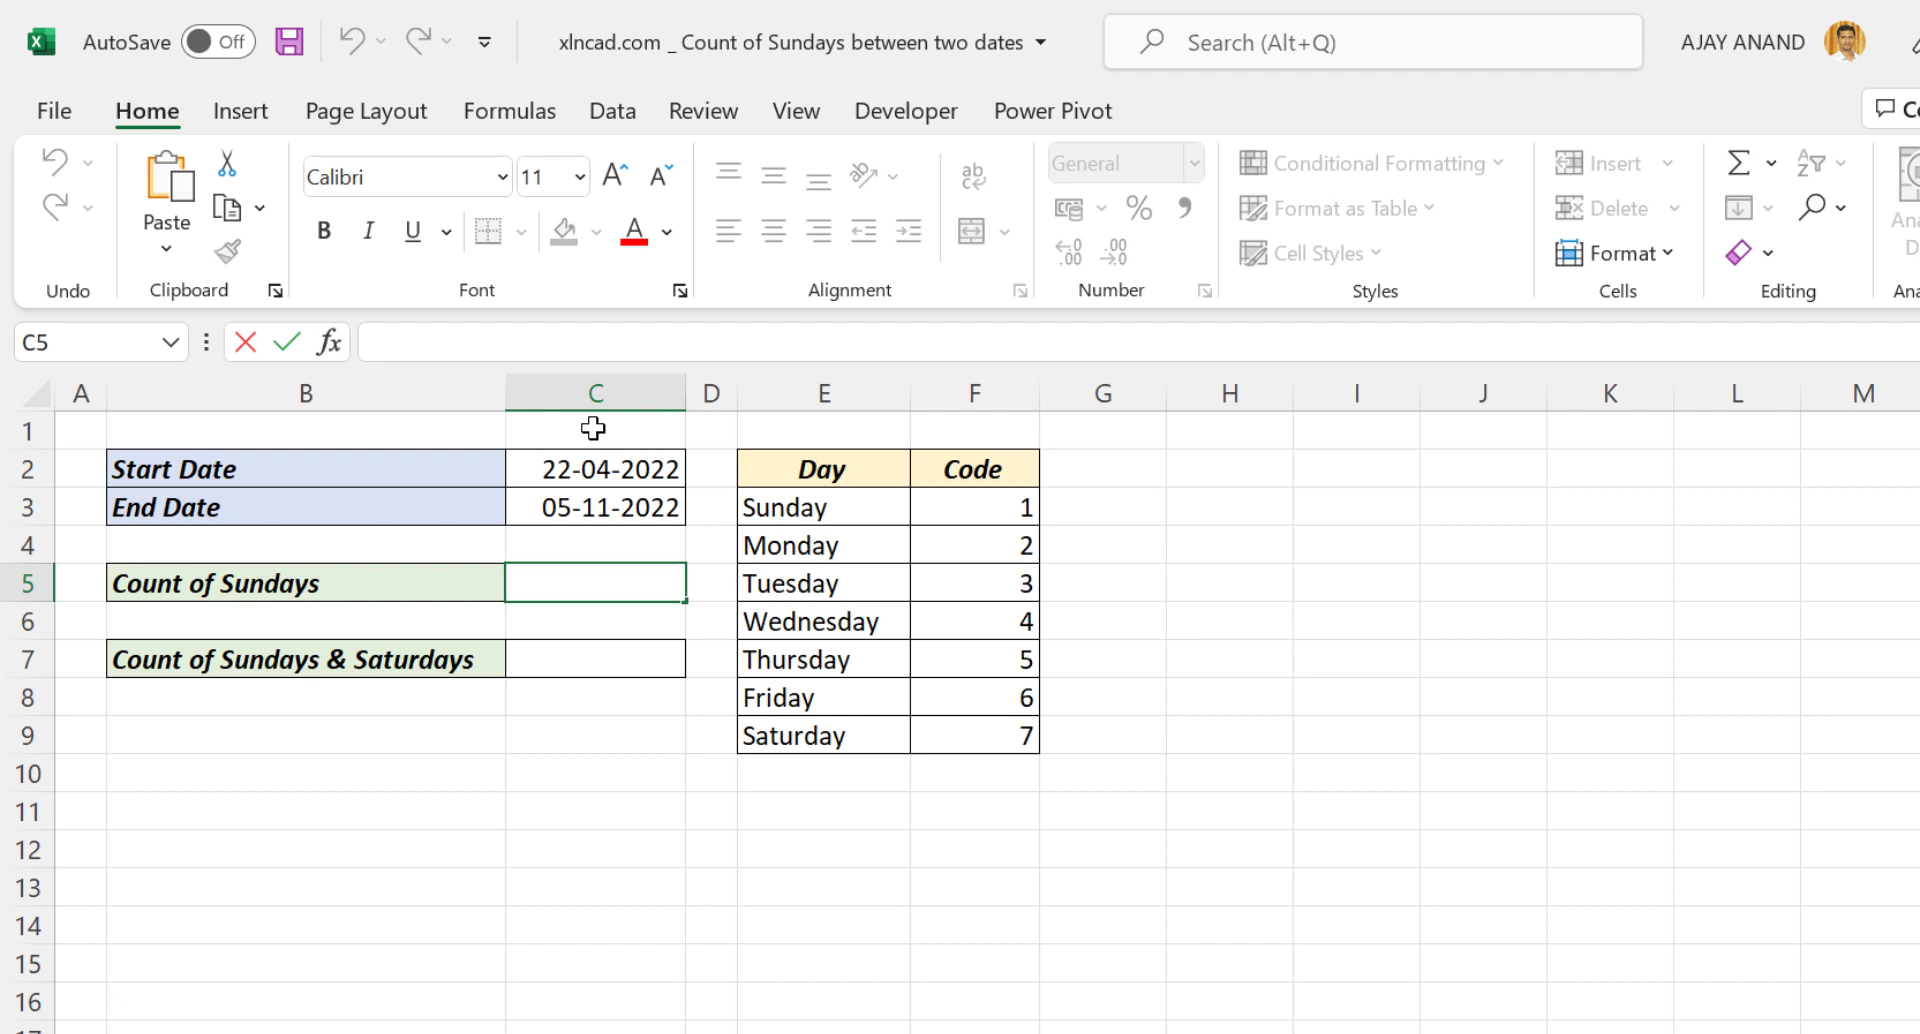 AutoSave Off xlncad.com _ Count of Sundays between two dates Search (Alt+Q) AJAY ANAND
File Home Insert Page Layout Formulas Data Review View Developer Power Pivot
Calibri 11 ab General Conditional Formatting Insert
Paste B I U A % Format as Table Delete
Cell Styles Format
Undo Clipboard Font Alignment Number Styles Cells Editing
C5 fx
A B C D E F G H I J K L M
1
2 Start Date 22-04-2022 Day Code
3 End Date 05-11-2022 Sunday 1
4 Monday 2
5 Count of Sundays Tuesday 3
6 Wednesday 4
7 Count of Sundays & Saturdays Thursday 5
8 Friday 6
9 Saturday 7
10
11
12
13
14
15
16